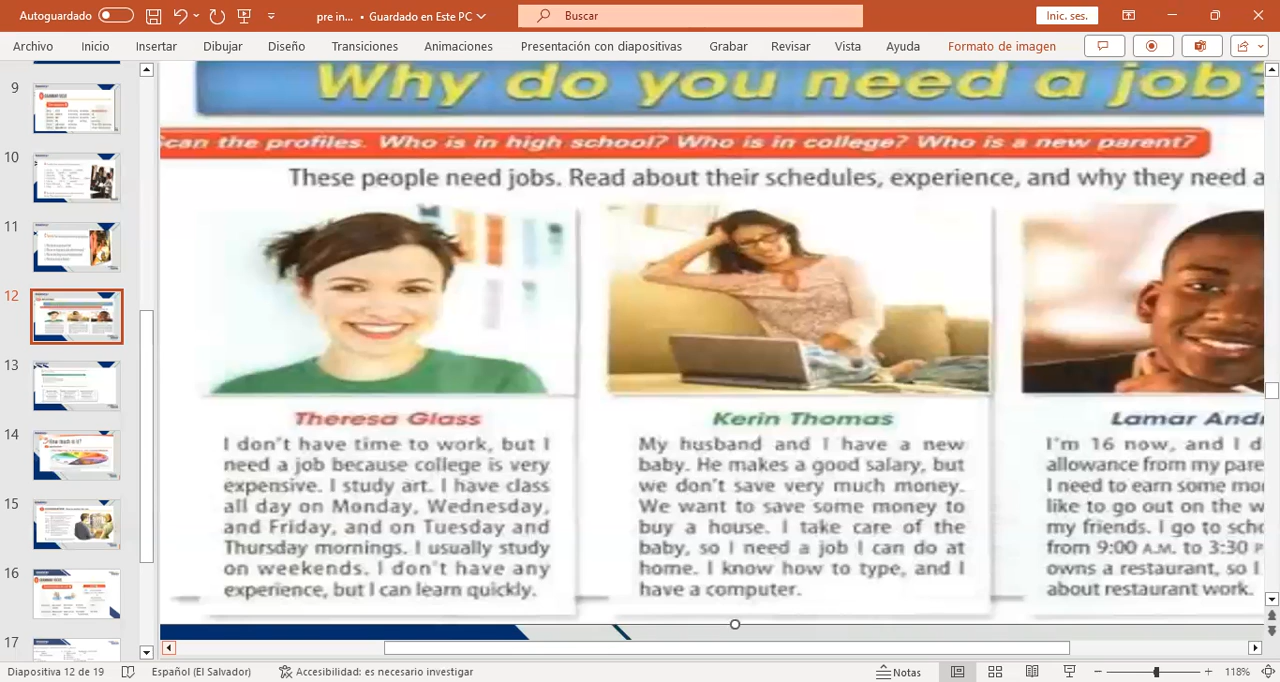 Autoguardado
pre in... • Guardado en Este PC
Buscar
Inic. ses.
Archivo Inicio Insertar Dibujar Diseño Transiciones Animaciones Presentación con diapositivas Grabar Revisar Vista Ayuda Formato de imagen
9
10
11
12
13
14
15
16
17
Why do you need a job?
can the profiles. Who is in high school? Who is in college? Who is a new parent?
These people need jobs. Read about their schedules, experience, and why they need a
Theresa Glass
I don't have time to work, but I
need a job because college is very
expensive. I study art. I have class
all day on Monday, Wednesday,
and Friday, and on Tuesday and
Thursday mornings. I usually study
on weekends. I don't have any
experience, but I can learn quickly.
Kerin Thomas
My husband and I have a new
baby. He makes a good salary, but
we don't save very much money.
We want to save some money to
buy a house. I take care of the
baby, so I need a job I can do at
home. I know how to type, and I
have a computer.
Lamar
I'm 16 now, and I
allowance from my
I need to earn some
like to go out on the
my friends. I go to
from 9:00 A.M. to 3:30
owns a restaurant, so I
about restaurant work.
Diapositiva 12 de 19
Español (El Salvador)
Accesibilidad: es necesario investigar
Notas
118%